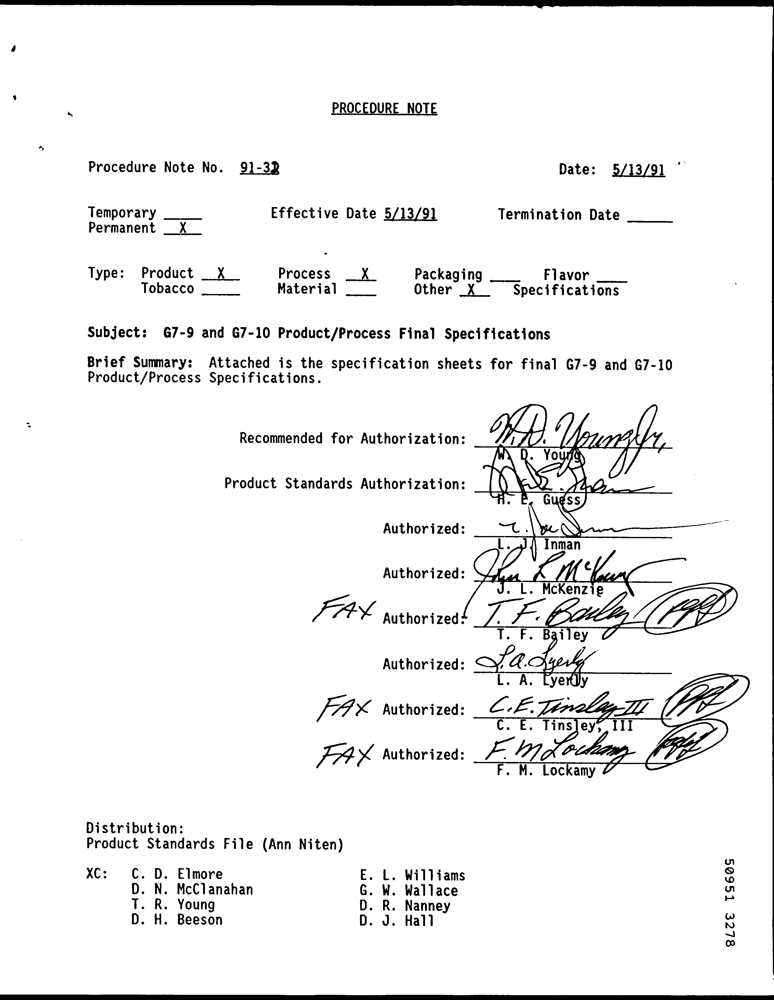 PROCEDURE NOTE
Procedure Note No. 91-32 Date: 5/13/91
Temporary ____ Effective Date 5/13/91 Termination Date ____
Permanent X
Type: Product X Process X Packaging ____ Flavor ____
Tobacco ____ Material ____ Other X Specifications
Subject: G7-9 and G7-10 Product/Process Final Specifications
Brief Summary: Attached is the specification sheets for final G7-9 and G7-10
Product/Process Specifications.
Recommended for Authorization: W. D. Young Jr,
W. D. Young
Product Standards Authorization:
H. E. Guess
Authorized:
L. J. Inman
Authorized: John L McKenzie
J. L. McKenzie
FAX Authorized: T. F. Bailey
T. F. Bailey
Authorized: L. A. Lyerly
L. A. Lyerly
FAX Authorized: C. E. Tinsley III
C. E. Tinsley, III
FAX Authorized: F. M Lockamy
F. M. Lockamy
Distribution:
Product Standards File (Ann Niten)
XC: C. D. Elmore E. L. Williams
D. N. McClanahan G. W. Wallace
T. R. Young D. R. Nanney
D. H. Beeson D. J. Hall
50951 3278